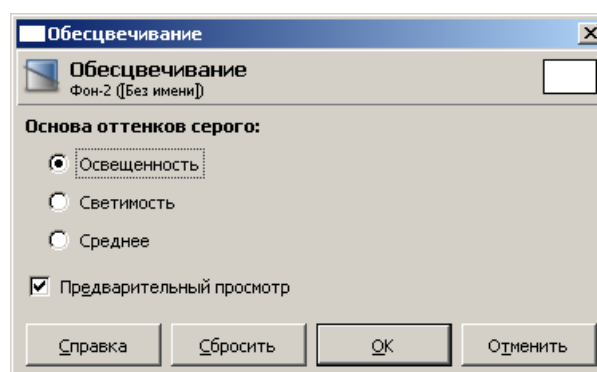 Обесцвечивание
Обесцвечивание
Фон-2 ([Без имени])
Основа оттенков серого:
Освещенность
Светимость
Среднее
Предварительный просмотр
Справка
Сбросить
OK
Отменить